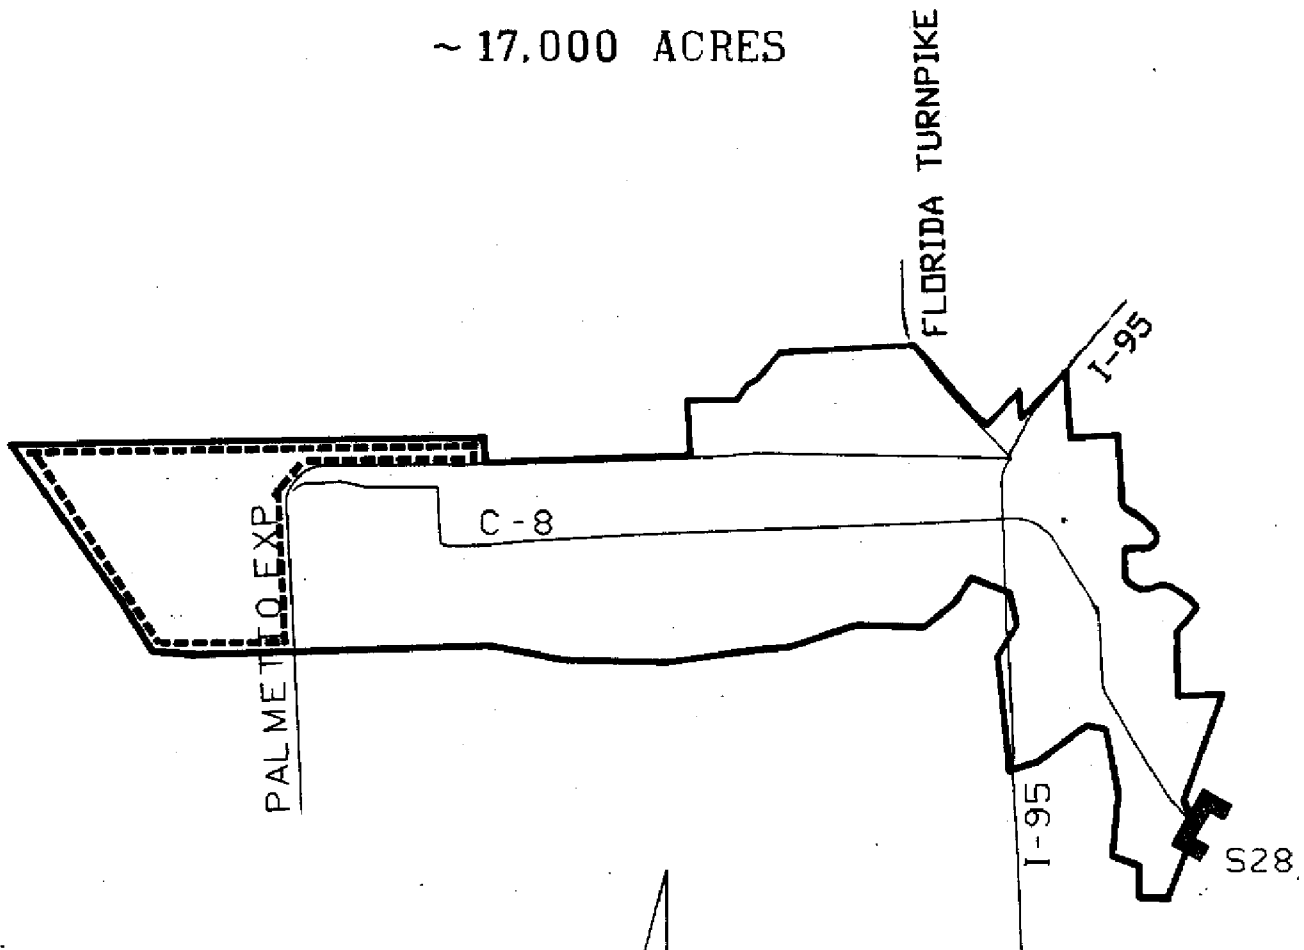 ~ 17,000 ACRES
FLORIDA TURNPIKE
I-95
C-8
PALMETTO EXP
I-95
S28